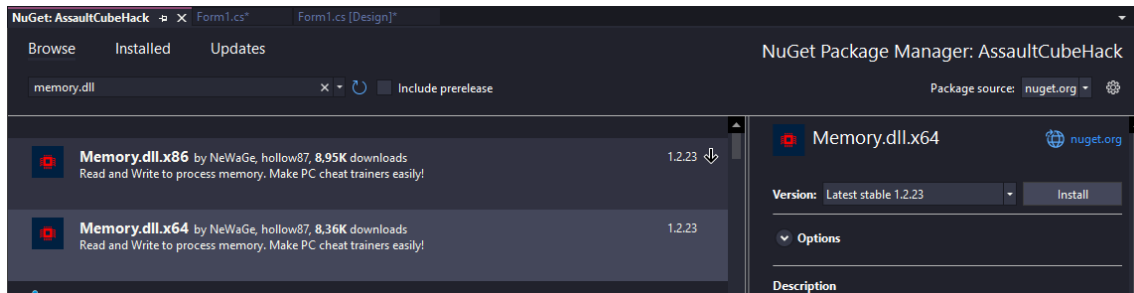 NuGet: AssaultCubeHack Form1.cs* Form1.cs [Design]*
Browse Installed Updates NuGet Package Manager: AssaultCubeHack
memory.dll Include prerelease Package source: nuget.org
Memory.dll.x86 by NeWaGe, hollow87, 8,95K downloads 1.2.23
Read and Write to process memory. Make PC cheat trainers easily!
Memory.dll.x64 by NeWaGe, hollow87, 8,36K downloads 1.2.23
Read and Write to process memory. Make PC cheat trainers easily!
Memory.dll.x64 nuget.org
Version: Latest stable 1.2.23 Install
Options
Description